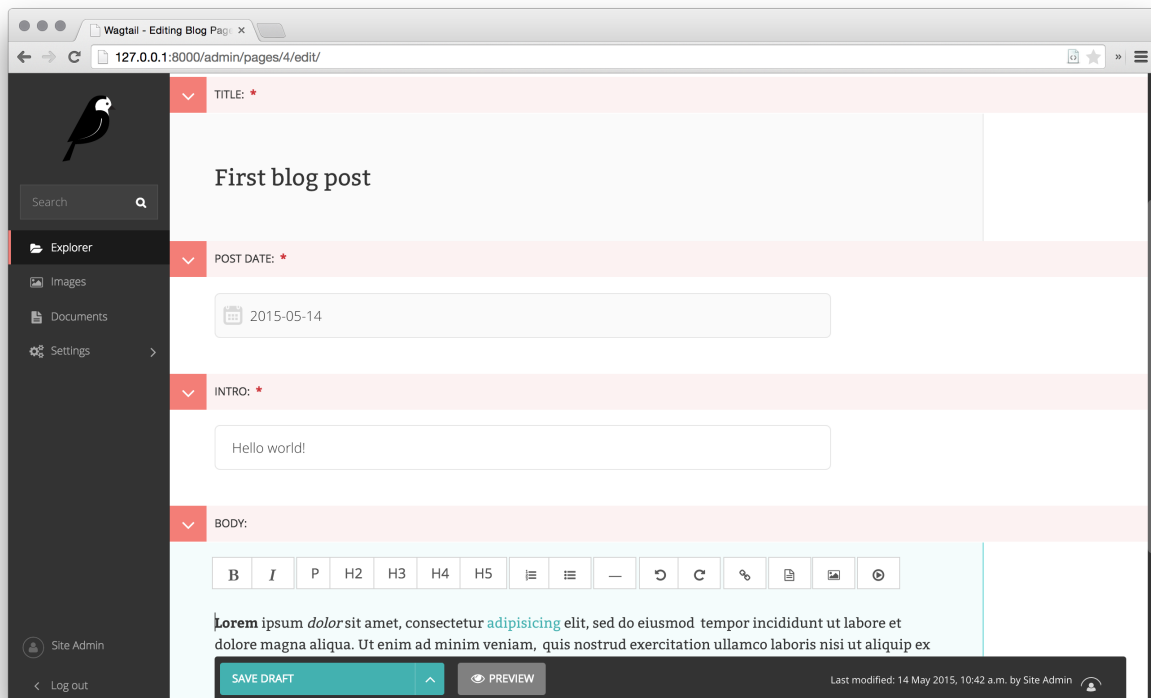 Wagtail - Editing Blog Page
127.0.0.1:8000/admin/pages/4/edit/
Search
Explorer
Images
Documents
Settings
Site Admin
Log out
TITLE: *
First blog post
POST DATE: *
2015-05-14
INTRO: *
Hello world!
BODY:
B I P H2 H3 H4 H5
Lorem ipsum dolor sit amet, consectetur adipisicing elit, sed do eiusmod tempor incididunt ut labore et
dolore magna aliqua. Ut enim ad minim veniam, quis nostrud exercitation ullamco laboris nisi ut aliquip ex
SAVE DRAFT
PREVIEW
Last modified: 14 May 2015, 10:42 a.m. by Site Admin